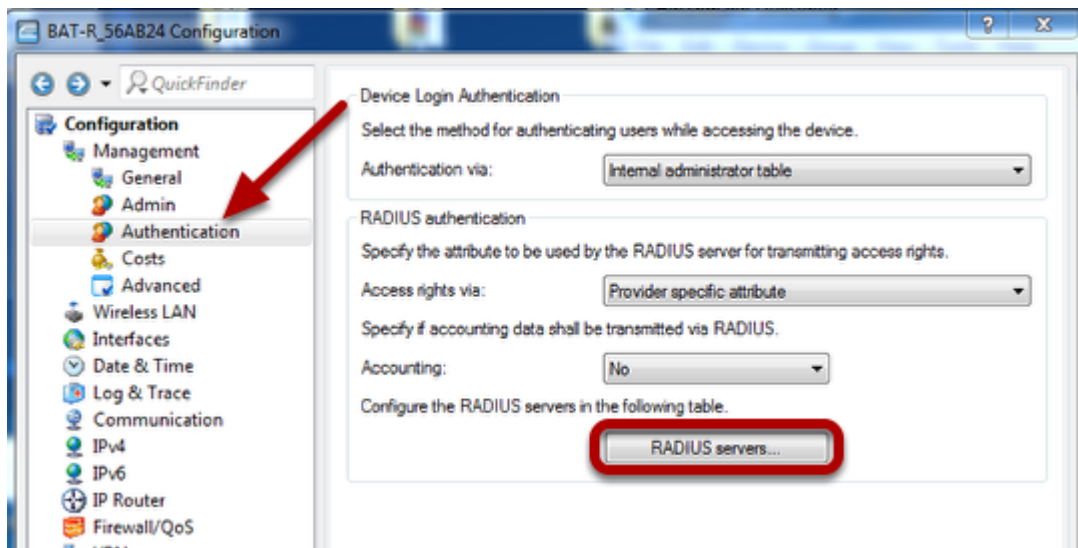 BAT-R_56AB24 Configuration
QuickFinder
Configuration
Management
General
Admin
Authentication
Costs
Advanced
Wireless LAN
Interfaces
Date & Time
Log & Trace
Communication
IPv4
IPv6
IP Router
Firewall/QoS
Device Login Authentication
Select the method for authenticating users while accessing the device.
Authentication via: Internal administrator table
RADIUS authentication
Specify the attribute to be used by the RADIUS server for transmitting access rights.
Access rights via: Provider specific attribute
Specify if accounting data shall be transmitted via RADIUS.
Accounting: No
Configure the RADIUS servers in the following table.
RADIUS servers...